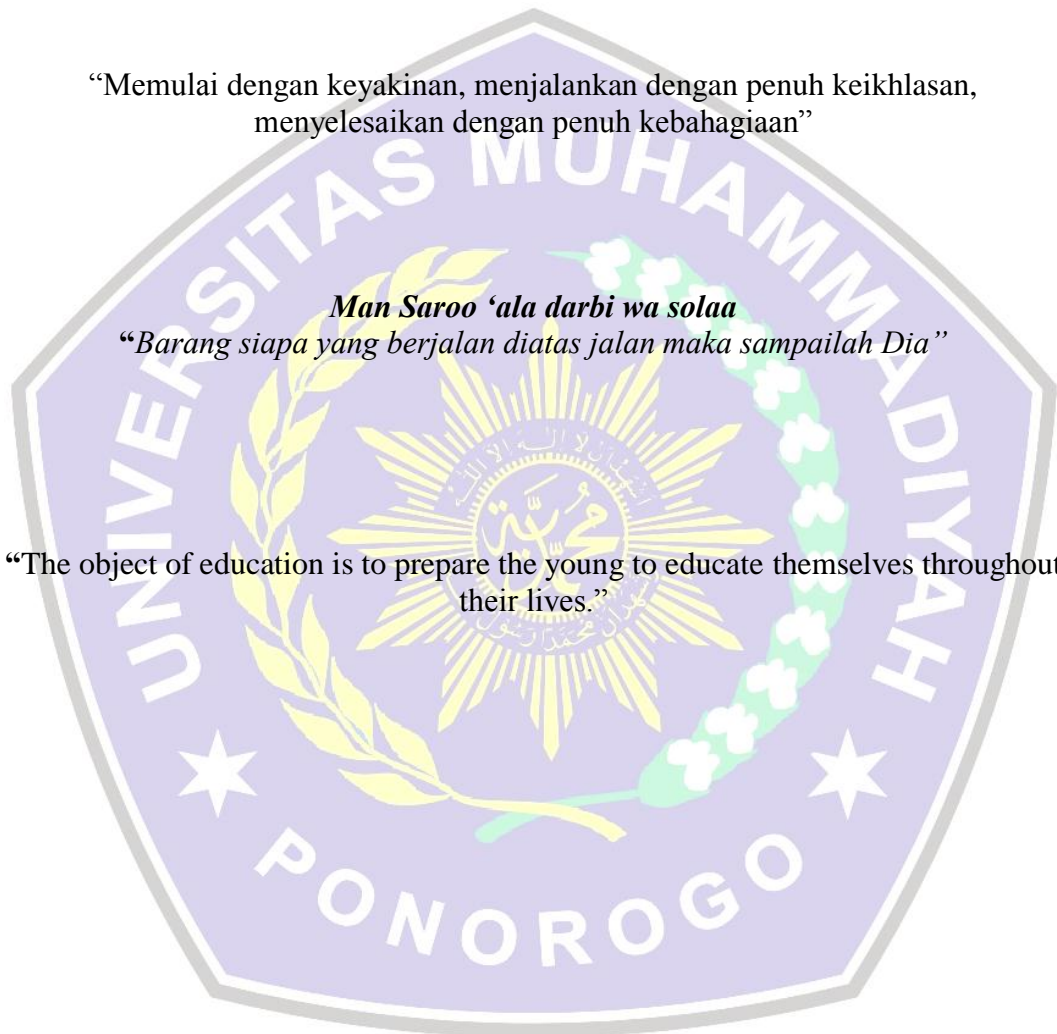 “Memulai dengan keyakinan, menjalankan dengan penuh keikhlasan,
menyelesaikan dengan penuh kebahagiaan”
UNIVERSITAS MUHAMMADIYAH
Man Saroo ‘ala darbi wa solaa
“Barang siapa yang berjalan diatas jalan maka sampailah Dia”
محمدية
“The object of education is to prepare the young to educate themselves throughout
their lives.”
PONOROGO